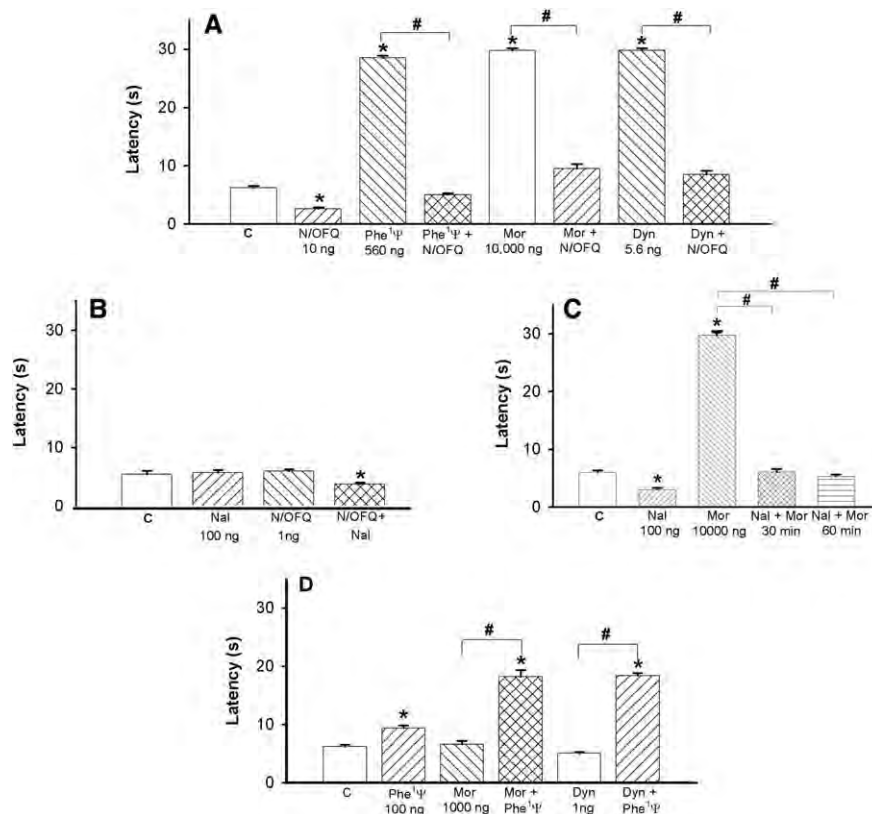 A
#
#
#
*
*
*
*
30
20
10
0
Latency (s)
C
N/OFQ
10 ng
Phe¹Ψ
560 ng
Phe¹Ψ +
N/OFQ
Mor
10,000 ng
Mor +
N/OFQ
Dyn
5.6 ng
Dyn +
N/OFQ
B
30
20
10
0
Latency (s)
*
C
Nal
100 ng
N/OFQ
1ng
N/OFQ+
Nal
C
#
#
*
*
30
20
10
0
Latency (s)
C
Nal
100 ng
Mor
10000 ng
Nal + Mor
30 min
Nal + Mor
60 min
D
#
#
*
*
*
30
20
10
0
Latency (s)
C
Phe¹Ψ
100 ng
Mor
1000 ng
Mor +
Phe¹Ψ
Dyn
1ng
Dyn +
Phe¹Ψ